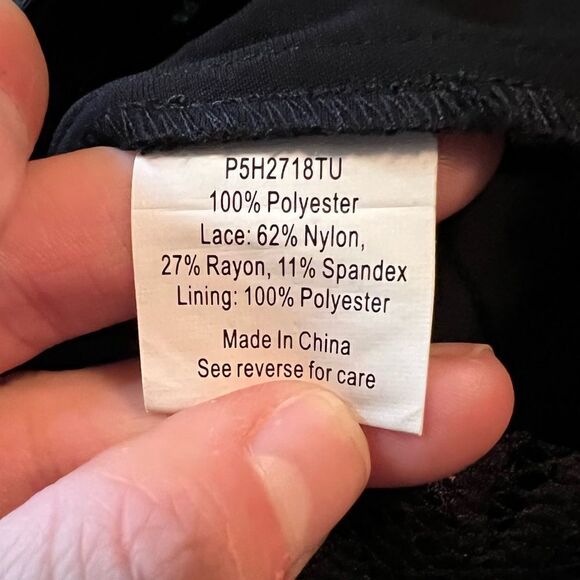 P5H2718TU
100% Polyester
Lace: 62% Nylon,
27% Rayon, 11% Spandex
Lining: 100% Polyester
Made In China
See reverse for care